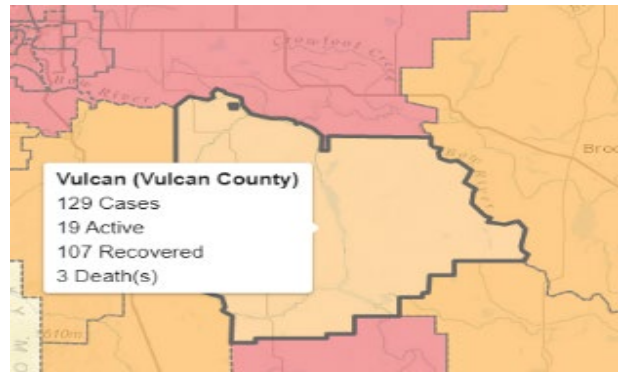 Crowfoot Creek
Bow River
Vulcan (Vulcan County)
129 Cases
19 Active
107 Recovered
3 Death(s)
Bow River
Broo
610m
Y MO